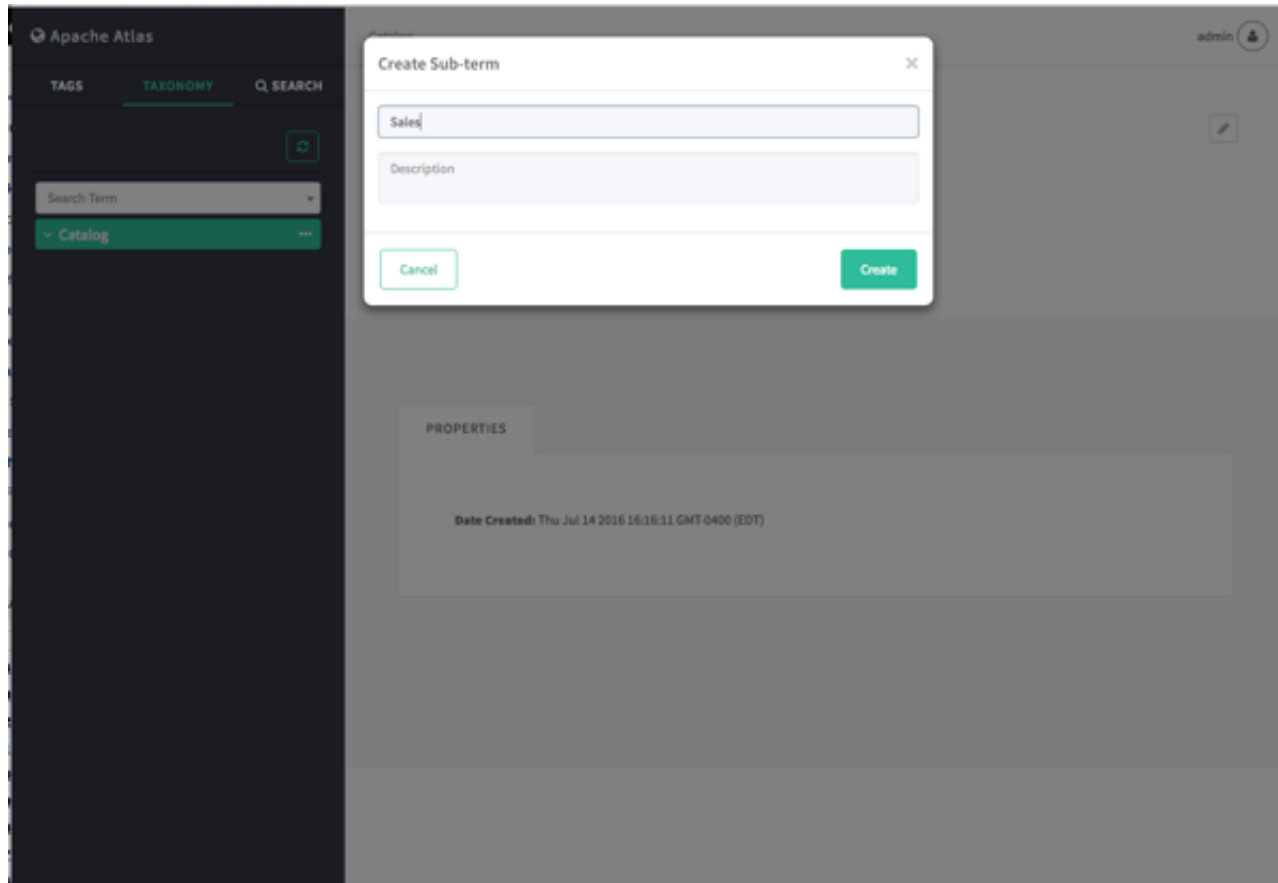 Apache Atlas
Catalog
admin
TAGS TAXONOMY SEARCH
Create Sub-term
Sales
Description
Search Term
Catalog
Cancel Create
PROPERTIES
Date Created: Thu Jul 14 2016 16:16:11 GMT-0400 (EDT)